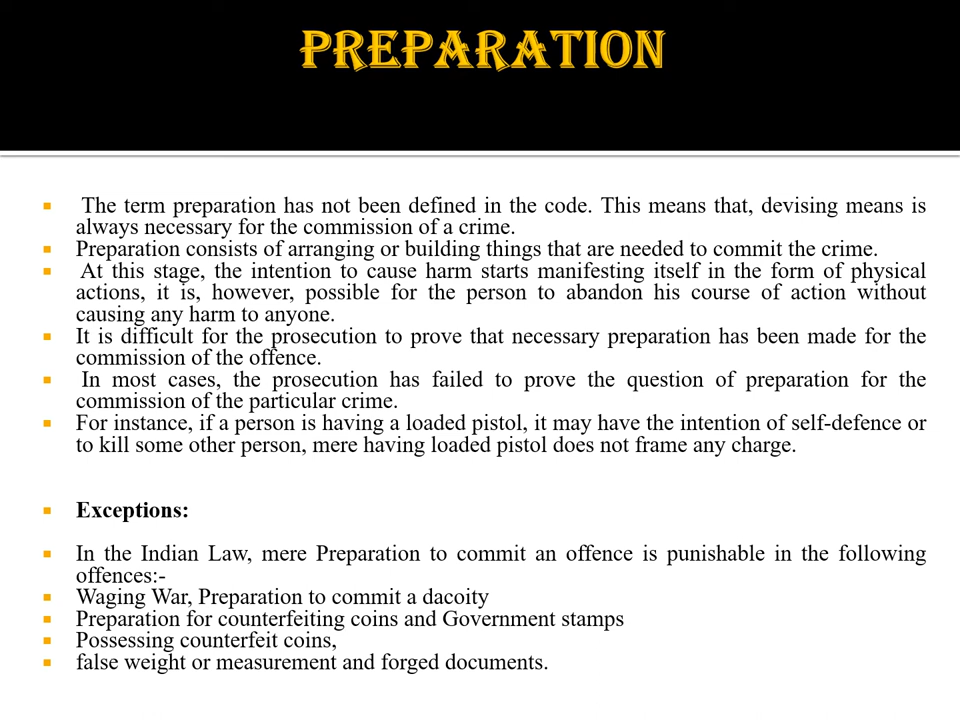 PREPARATION
The term preparation has not been defined in the code. This means that, devising means is
always necessary for the commission of a crime.
Preparation consists of arranging or building things that are needed to commit the crime.
At this stage, the intention to cause harm starts manifesting itself in the form of physical
actions, it is, however, possible for the person to abandon his course of action without
causing any harm to anyone.
It is difficult for the prosecution to prove that necessary preparation has been made for the
commission of the offence.
In most cases, the prosecution has failed to prove the question of preparation for the
commission of the particular crime.
For instance, if a person is having a loaded pistol, it may have the intention of self-defence or
to kill some other person, mere having loaded pistol does not frame any charge.
Exceptions:
In the Indian Law, mere Preparation to commit an offence is punishable in the following
offences:-
Waging War, Preparation to commit a dacoity
Preparation for counterfeiting coins and Government stamps
Possessing counterfeit coins,
false weight or measurement and forged documents.